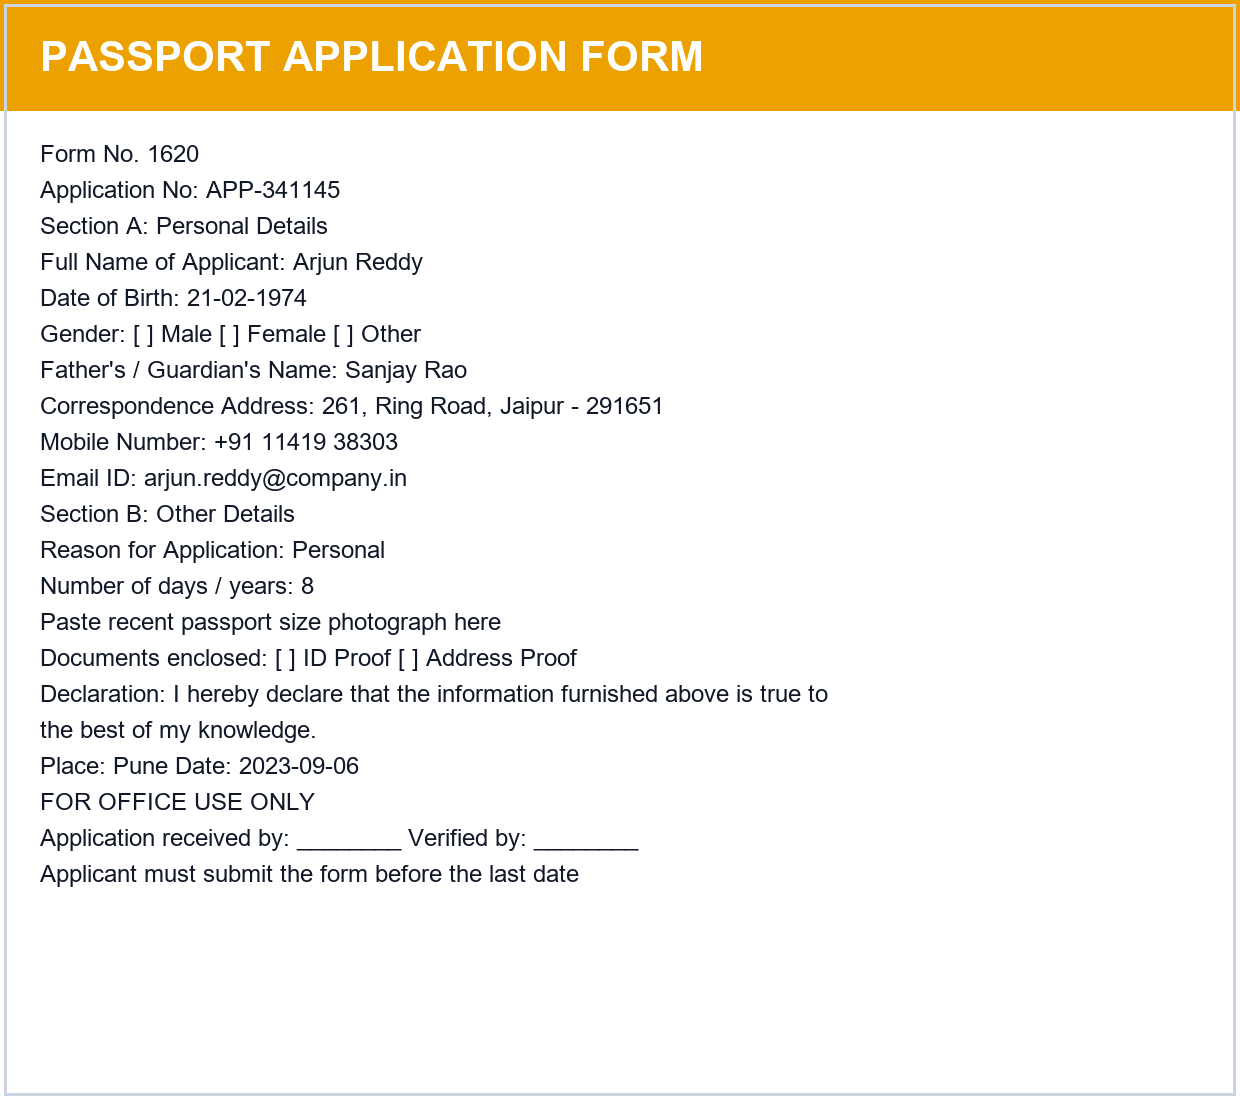 PASSPORT APPLICATION FORM
Form No. 1620
Application No: APP-341145
Section A: Personal Details
Full Name of Applicant: Arjun Reddy
Date of Birth: 21-02-1974
Gender: [ ] Male [ ] Female [ ] Other
Father's / Guardian's Name: Sanjay Rao
Correspondence Address: 261, Ring Road, Jaipur - 291651
Mobile Number: +91 11419 38303
Email ID: arjun.reddy@company.in
Section B: Other Details
Reason for Application: Personal
Number of days / years: 8
Paste recent passport size photograph here
Documents enclosed: [ ] ID Proof [ ] Address Proof
Declaration: I hereby declare that the information furnished above is true to
the best of my knowledge.
Place: Pune Date: 2023-09-06
FOR OFFICE USE ONLY
Application received by: ________ Verified by: ________
Applicant must submit the form before the last date